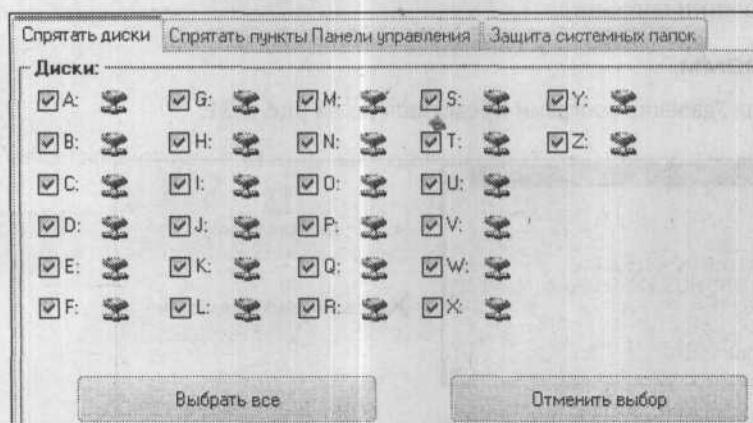 Спрятать диски Спрятать пункты Панели управления Защита системных папок
Диски:
A: G: M: S: Y:
B: H: N: T: Z:
C: I: O: U:
D: J: P: V:
E: K: Q: W:
F: L: R: X:
Выбрать все Отменить выбор